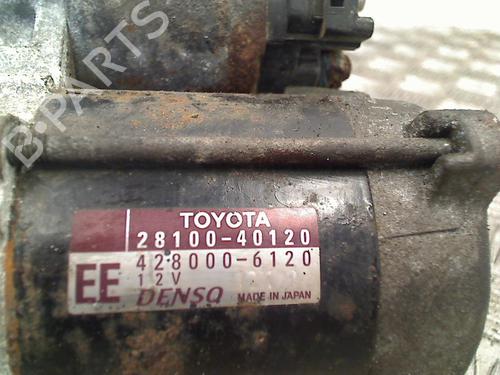 B-PARTS
TOYOTA
28100-40120
428000-6120
EE 12V
DENSO MADE IN JAPAN